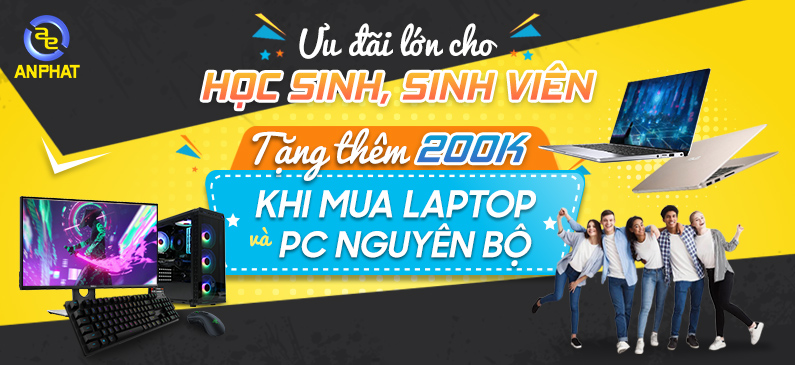 ae
ANPHAT
Ưu đãi lớn cho
HỌC SINH, SINH VIÊN
Tặng thêm 200K
KHI MUA LAPTOP
và PC NGUYÊN BỘ